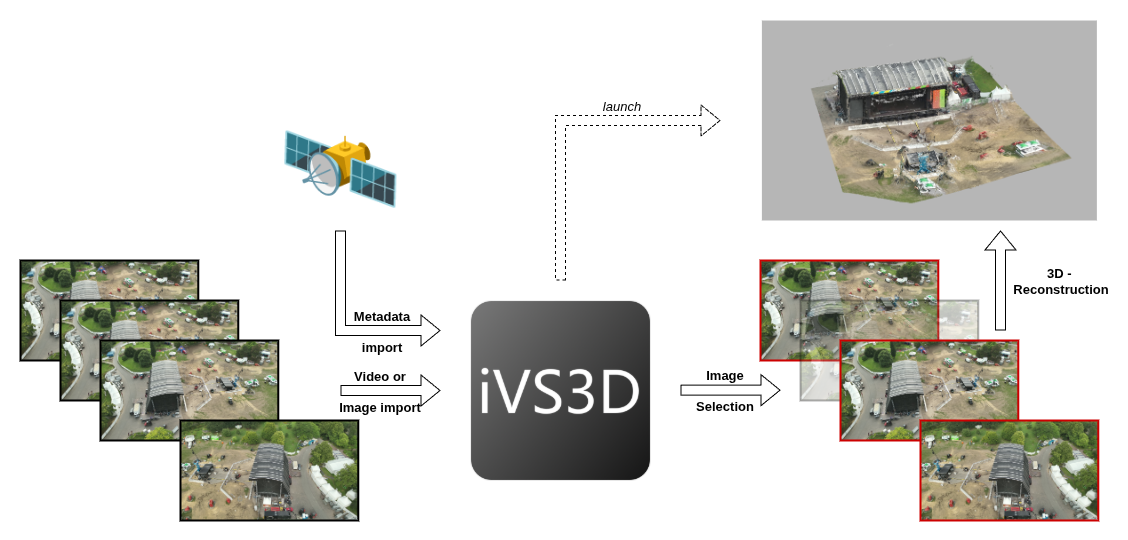 launch
Metadata
import
Video or
Image import
iVS3D
Image
Selection
3D -
Reconstruction